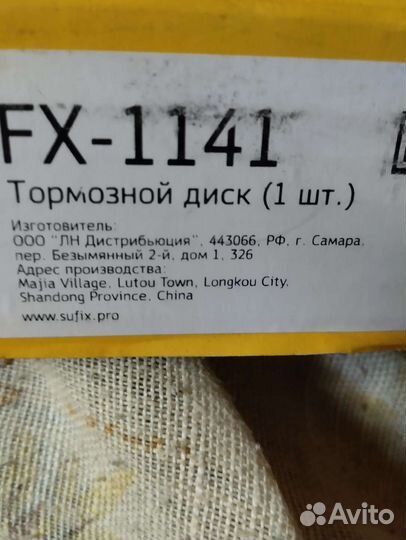 FX-1141
Тормозной диск (1 шт.)
Изготовитель:
ООО "ЛН Дистрибьюция", 443066, РФ, г. Самара,
пер. Безымянный 2-й, дом 1, 326
Адрес производства:
Majia Village, Lutou Town, Longkou City,
Shandong Province, China
www.sufix.pro
Avito